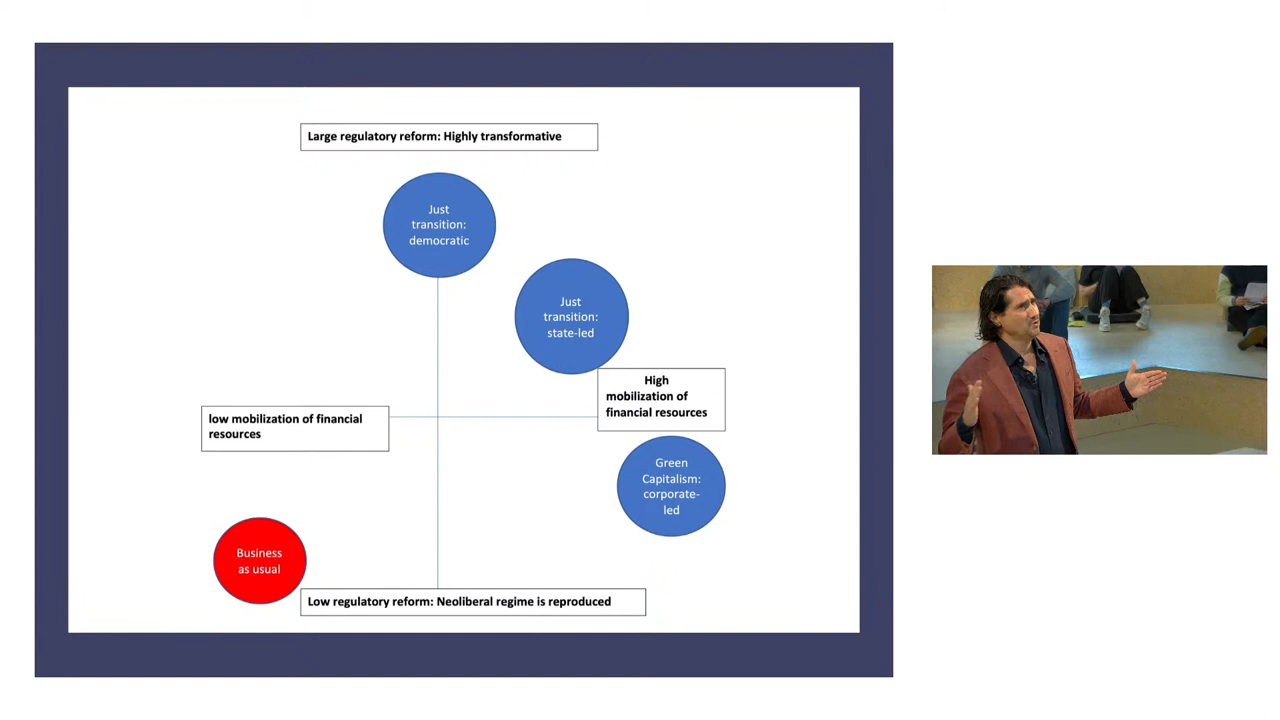 Large regulatory reform: Highly transformative
Just
transition:
democratic
Just
transition:
state-led
High
mobilization of
financial resources
low mobilization of financial
resources
Green
Capitalism:
corporate-
led
Business
as usual
Low regulatory reform: Neoliberal regime is reproduced